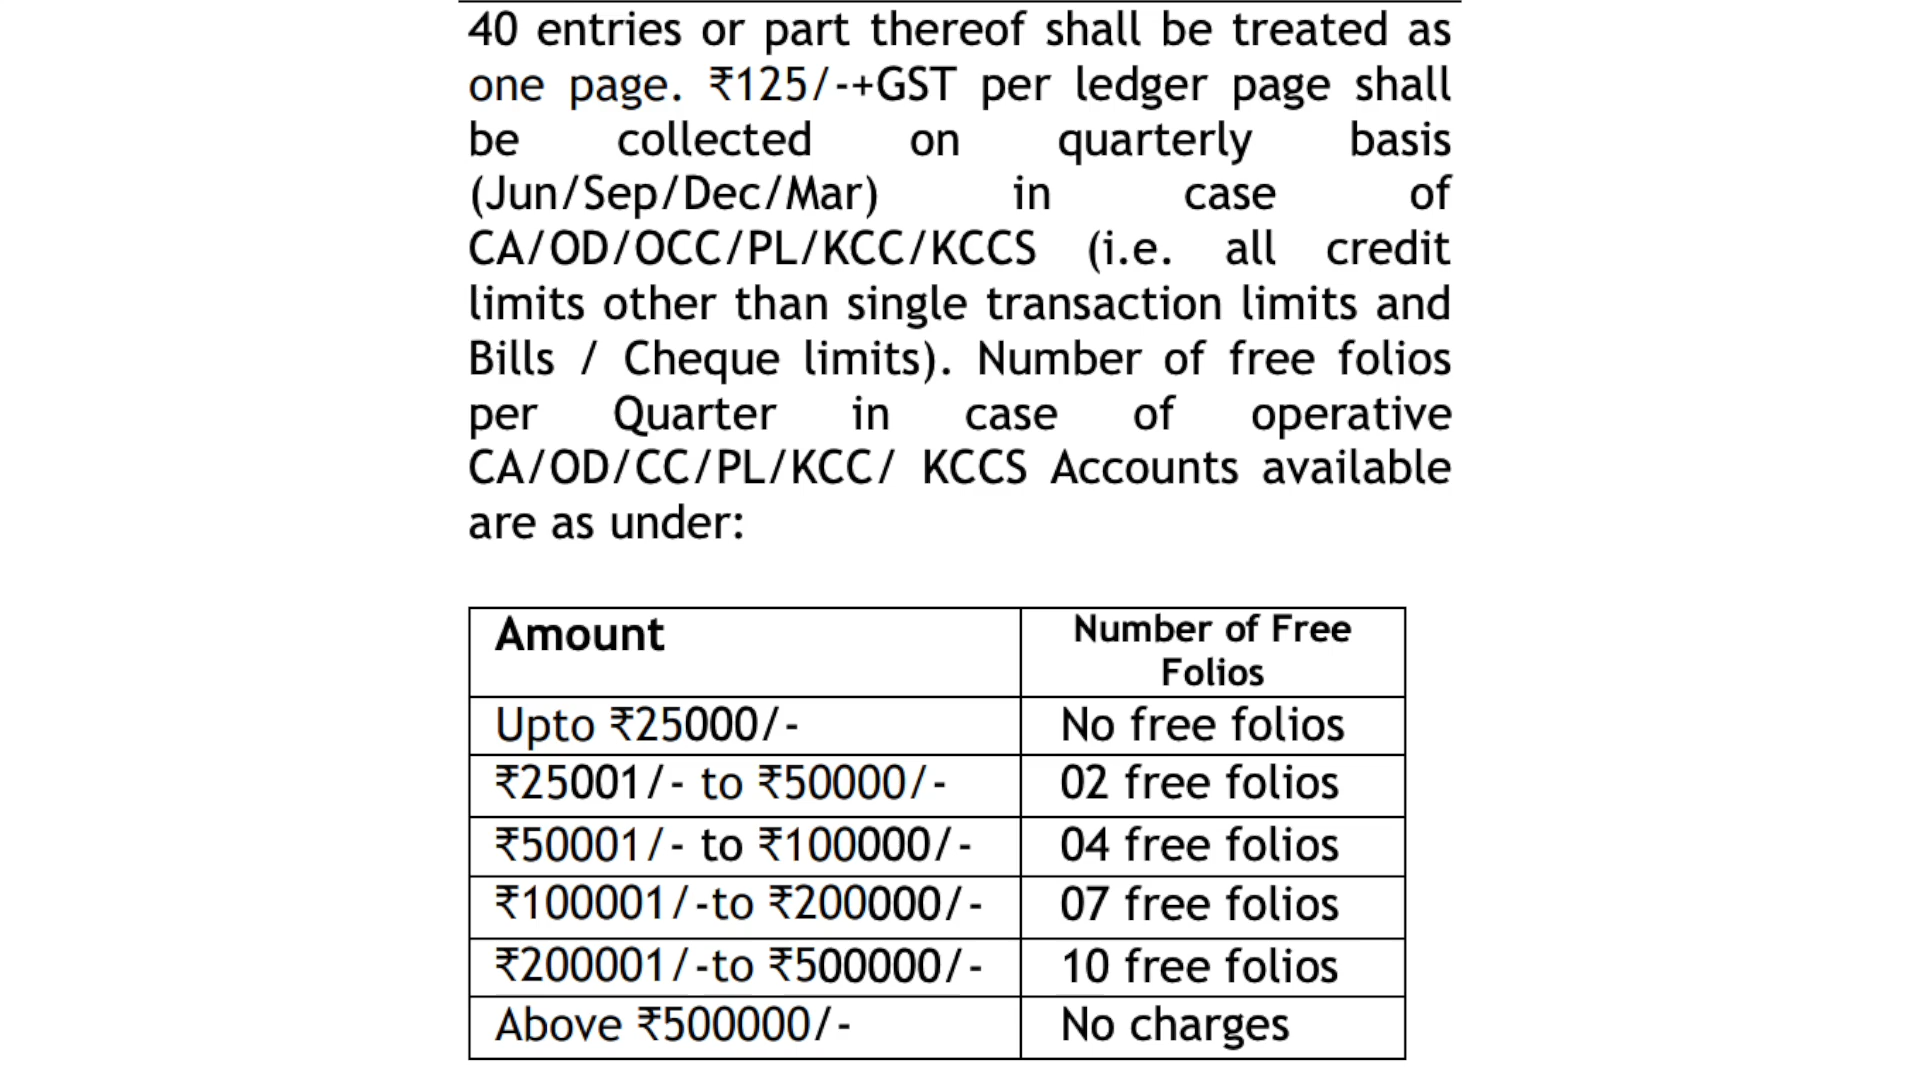 40 entries or part thereof shall be treated as
one page. ₹125/-+GST per ledger page shall
be collected on quarterly basis
(Jun/Sep/Dec/Mar) in case of
CA/OD/OCC/PL/KCC/KCCS (i.e. all credit
limits other than single transaction limits and
Bills / Cheque limits). Number of free folios
per Quarter in case of operative
CA/OD/CC/PL/KCC/ KCCS Accounts available
are as under:
Amount Number of Free
Folios
Upto ₹25000/- No free folios
₹25001/- to ₹50000/- 02 free folios
₹50001/- to ₹100000/- 04 free folios
₹100001/-to ₹200000/- 07 free folios
₹200001/-to ₹500000/- 10 free folios
Above ₹500000/- No charges